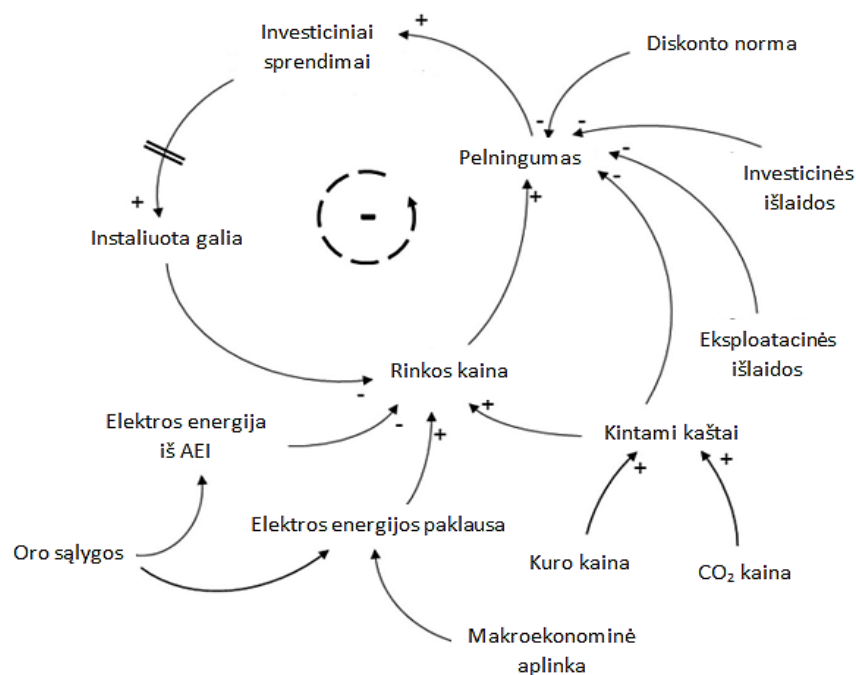 Investiciniai
sprendimai
+
Diskonto norma
-
-
Pelningumas
-
-
Investicinės
išlaidos
+
+
Instaliuota galia
-
Eksploatacinės
išlaidos
Rinkos kaina
-
+
Elektros energija
iš AEI
-
+
Kintami kaštai
+
+
Elektros energijos paklausa
Oro sąlygos
Kuro kaina
CO₂ kaina
Makroekonominė
aplinka